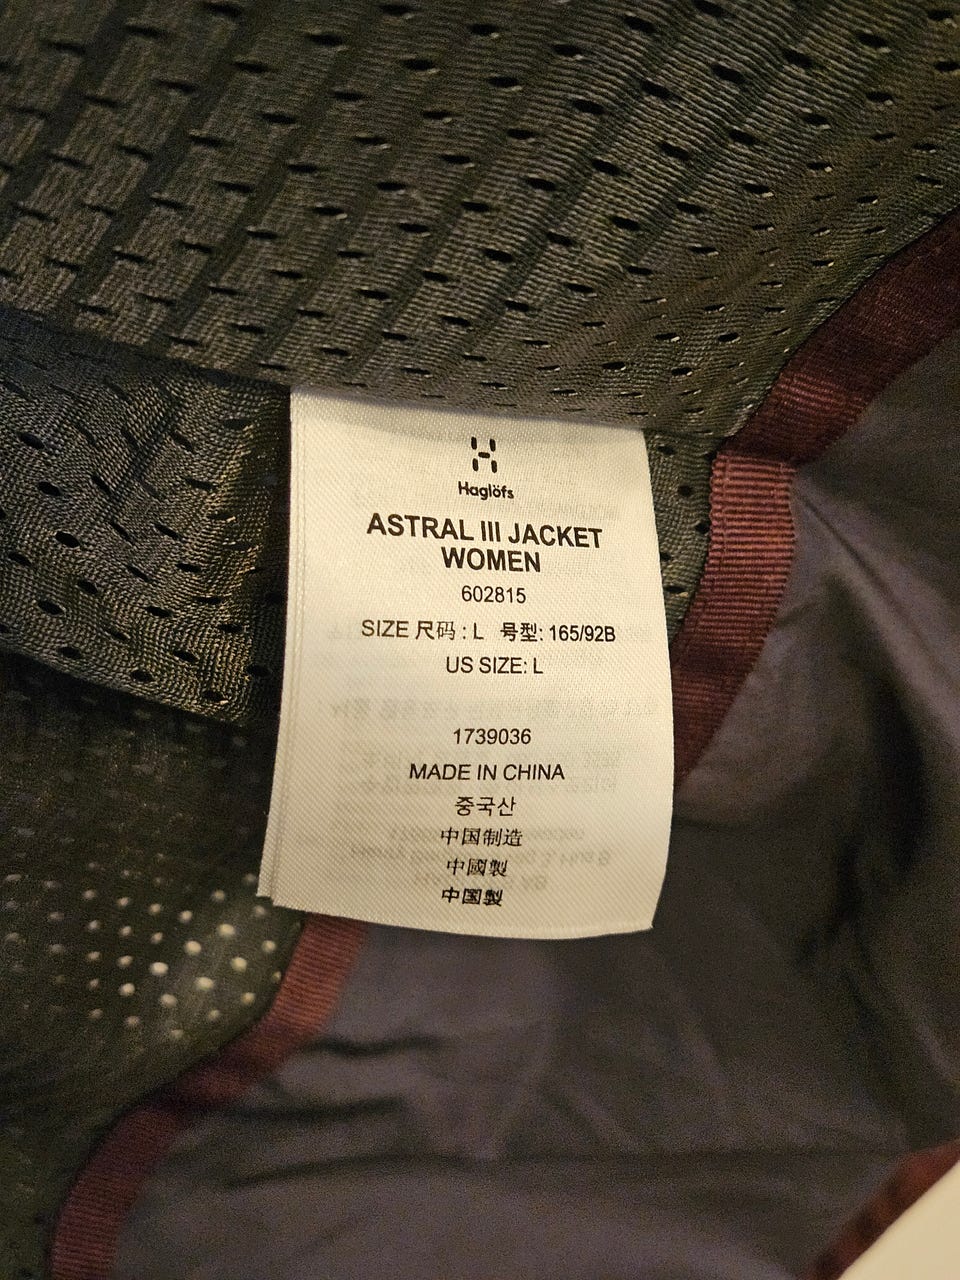 Haglöfs
ASTRAL III JACKET
WOMEN
602815
SIZE 尺码 : L 号型: 165/92B
US SIZE: L
1739036
MADE IN CHINA
중국산
中国制造
中國製
中国製